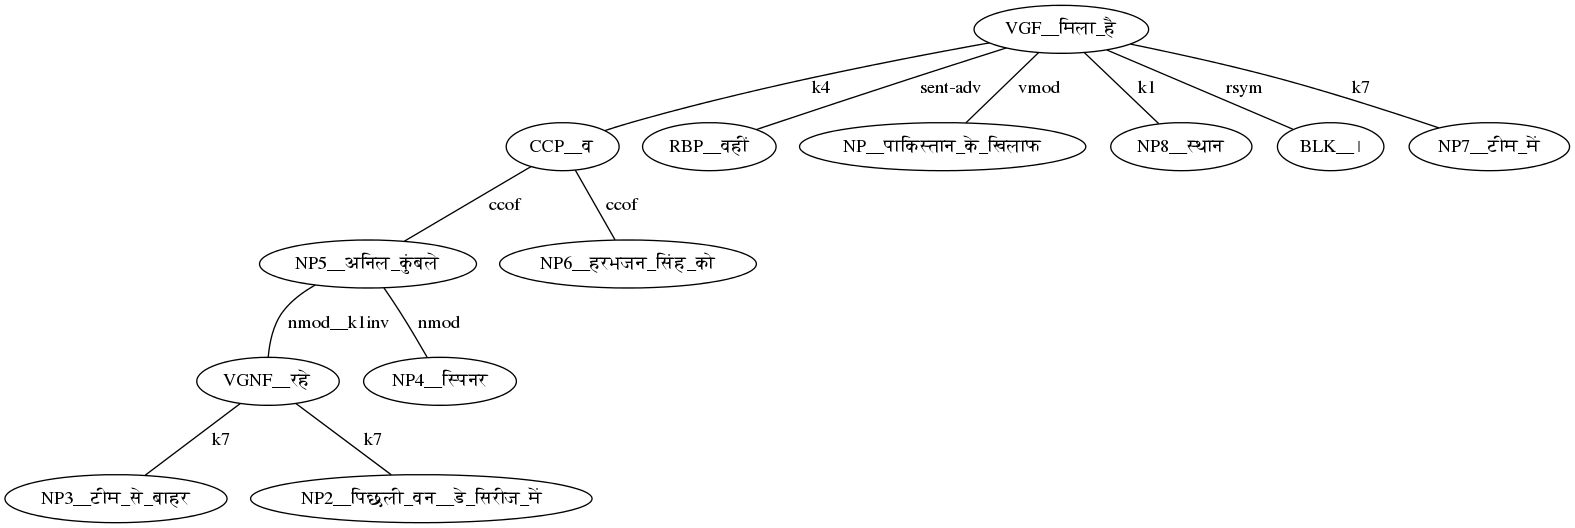 VGF__मिला_है
k4
sent-adv
vmod
k1
rsym
k7
CCP__व
RBP__वहीं
NP__पाकिस्तान_के_खिलाफ
NP8__स्थान
BLK__।
NP7__टीम_में
ccof
ccof
NP5__अनिल_कुंबले
NP6__हरभजन_सिंह_को
nmod__k1inv
nmod
VGNF__रहे
NP4__स्पिनर
k7
k7
NP3__टीम_से_बाहर
NP2__पिछली_वन__डे_सिरीज_में